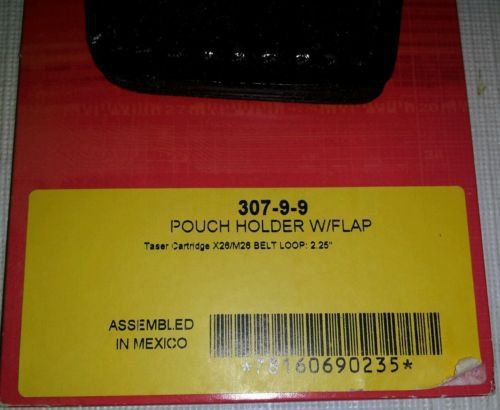 307-9-9
POUCH HOLDER W/FLAP
Taser Cartridge X26/M26 BELT LOOP: 2.25"
ASSEMBLED
IN MEXICO
*78160690235*